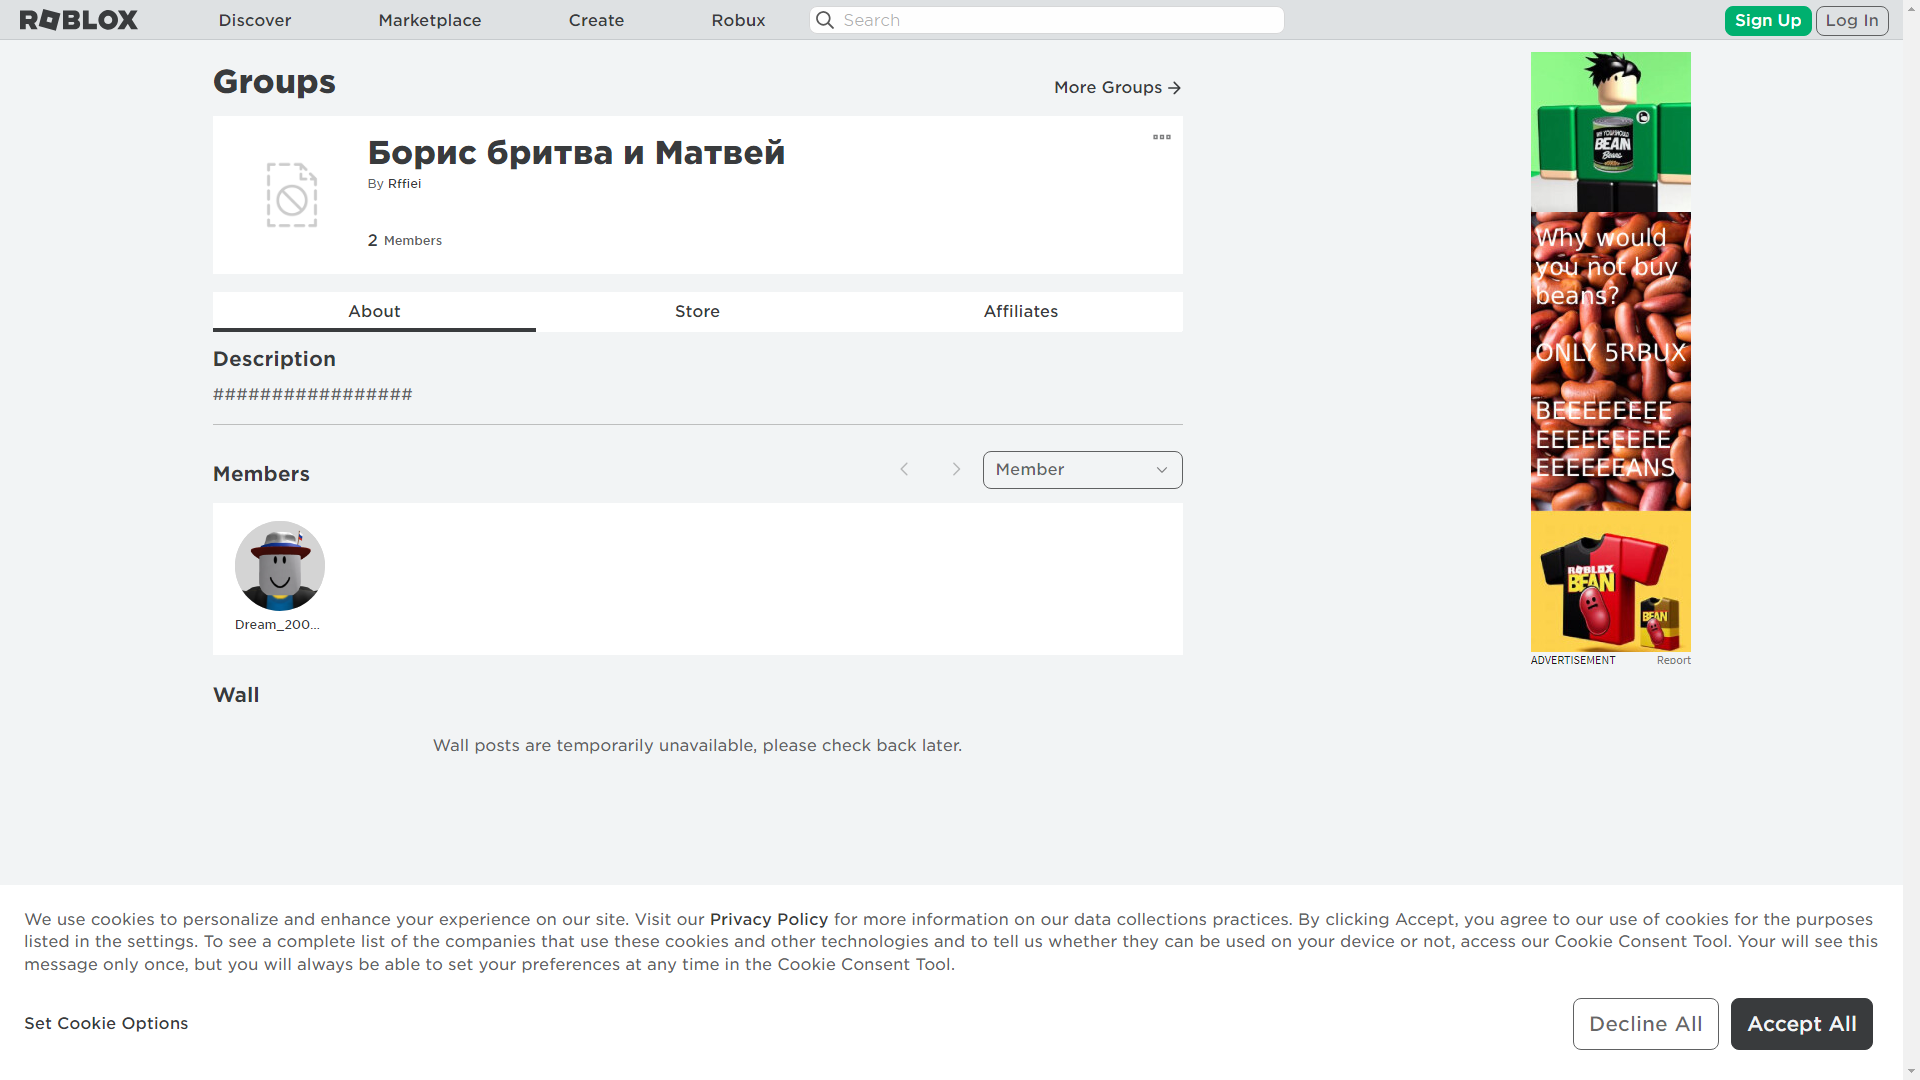 ROBLOX
Discover
Marketplace
Create
Robux
Search
Sign Up
Log In
Groups
More Groups
Борис бритва и Матвей
By Rffiei
2 Members
About
Store
Affiliates
Description
#################
Members
Member
Dream_200...
Wall
Wall posts are temporarily unavailable, please check back later.
WHY YOU SHOULD
BEAN
Beans
Why would
you not buy
beans?
ONLY 5RBUX
BEEEEEEEE
EEEEEEEEE
EEEEEEANS
ROBLOX
BEAN
BEAN
ADVERTISEMENT
Report
We use cookies to personalize and enhance your experience on our site. Visit our Privacy Policy for more information on our data collections practices. By clicking Accept, you agree to our use of cookies for the purposes
listed in the settings. To see a complete list of the companies that use these cookies and other technologies and to tell us whether they can be used on your device or not, access our Cookie Consent Tool. Your will see this
message only once, but you will always be able to set your preferences at any time in the Cookie Consent Tool.
Set Cookie Options
Decline All
Accept All